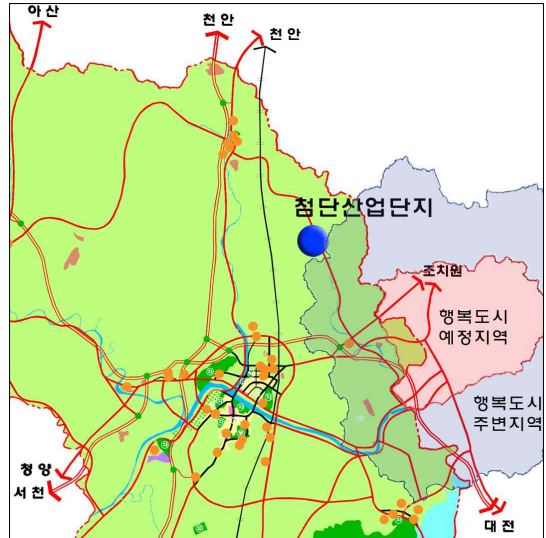 아산
천안
천안
첨단산업단지
조치원
행복도시
예정지역
행복도시
주변지역
청양
서천
대전